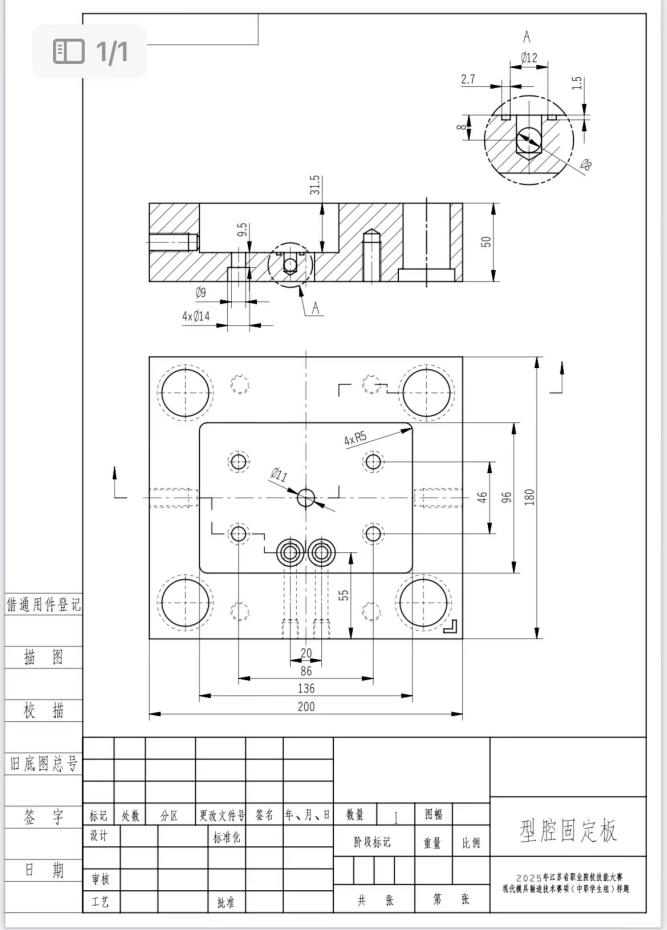 1/1
A
Ø12
2.7
1.5
8
Ø8
31.5
9.5
50
Ø9
4xØ14
A
4xR5
Ø11
46
96
180
55
20
86
136
200
借通用件登记
描 图
校 描
旧底图总号
签 字
日 期
标记 处数 分区 更改文件号 签名 年、月、日
设计 标准化
审核
工艺 批准
数量 1 图幅
阶段标记 重量 比例
共 张 第 张
型腔固定板
2025年江苏省职业院校技能大赛
现代模具制造技术赛项(中职学生组)样题